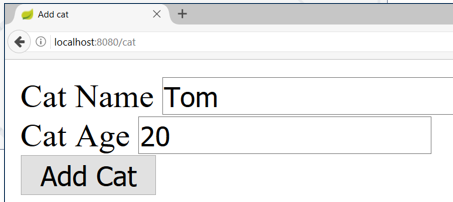 Add cat
localhost:8080/cat
Cat Name Tom
Cat Age 20
Add Cat